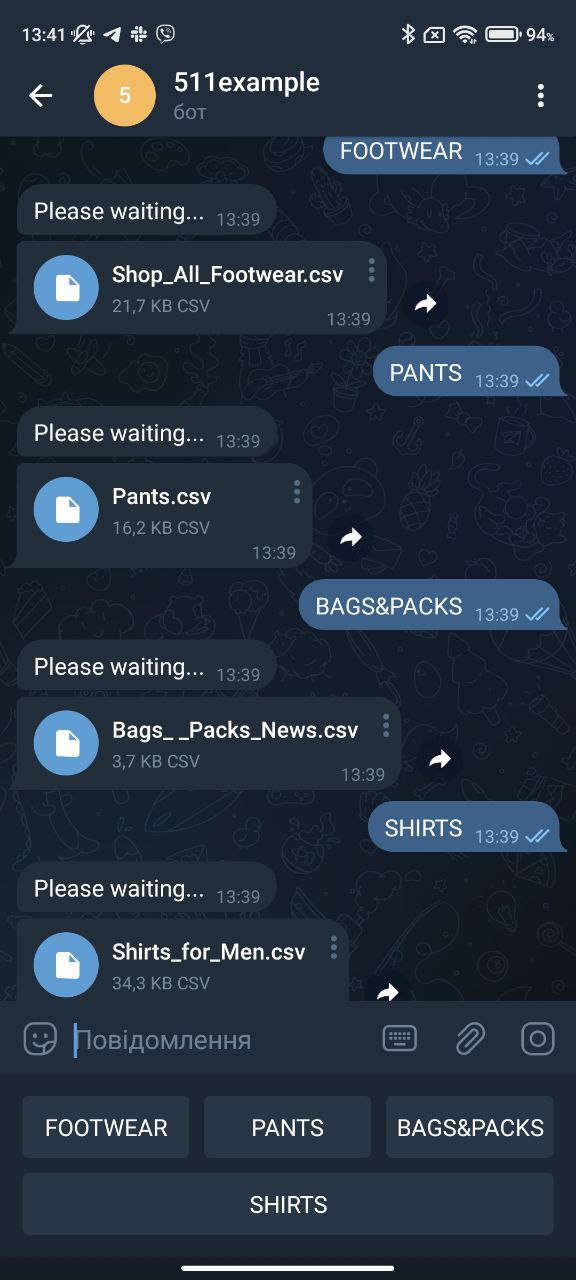 13:41 94%
5 511example
бот
FOOTWEAR 13:39
Please waiting... 13:39
Shop_All_Footwear.csv
21,7 KB CSV
13:39
PANTS 13:39
Please waiting... 13:39
Pants.csv
16,2 KB CSV
13:39
BAGS&PACKS 13:39
Please waiting... 13:39
Bags_ _Packs_News.csv
3,7 KB CSV
13:39
SHIRTS 13:39
Please waiting... 13:39
Shirts_for_Men.csv
34,3 KB CSV
Повідомлення
FOOTWEAR PANTS BAGS&PACKS
SHIRTS